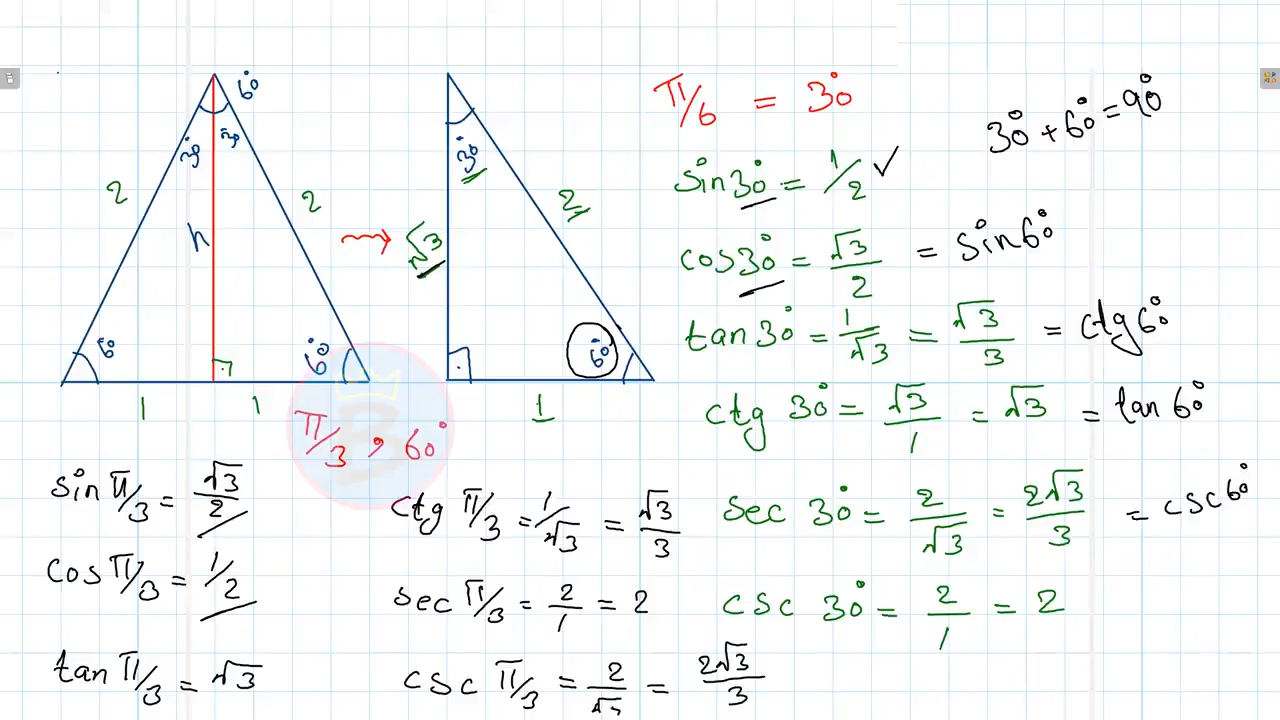 60°
30° 30°
2 2
h
60° 60°
1 1
π/3 , 60°
30°
√3 2
60°
1
π/6 = 30°
30° + 60° = 90°
sin30° = 1/2 ✓
cos30° = √3/2 = sin60°
tan30° = 1/√3 = √3/3 = ctg60°
ctg 30° = √3/1 = √3 = tan60°
sec 30° = 2/√3 = 2√3/3 = csc60°
csc 30° = 2/1 = 2
sin π/3 = √3/2
cos π/3 = 1/2
tan π/3 = √3
ctg π/3 = 1/√3 = √3/3
sec π/3 = 2/1 = 2
csc π/3 = 2/√3 = 2√3/3
B